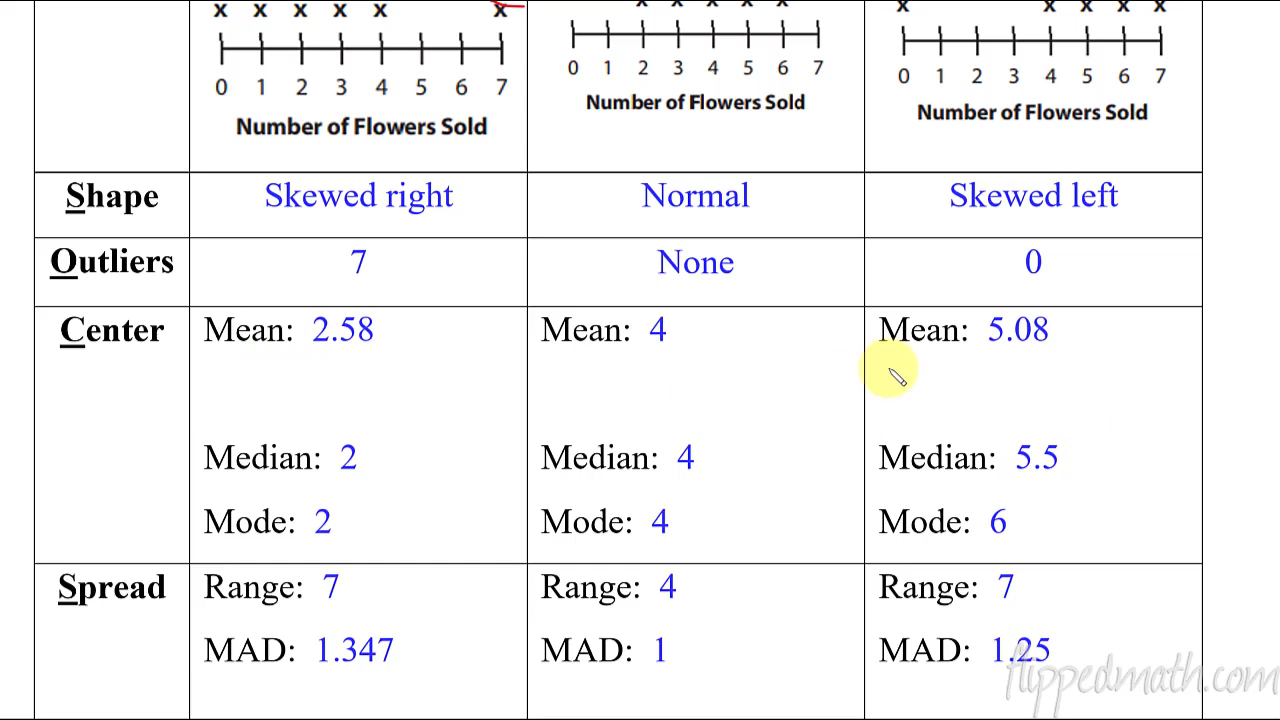 x x x x x x
0 1 2 3 4 5 6 7
Number of Flowers Sold
x x x x x
0 1 2 3 4 5 6 7
Number of Flowers Sold
x x x x x
0 1 2 3 4 5 6 7
Number of Flowers Sold
Shape Skewed right Normal Skewed left
Outliers 7 None 0
Center Mean: 2.58 Mean: 4 Mean: 5.08
Median: 2 Median: 4 Median: 5.5
Mode: 2 Mode: 4 Mode: 6
Spread Range: 7 Range: 4 Range: 7
MAD: 1.347 MAD: 1 MAD: 1.25
flippedmath.com